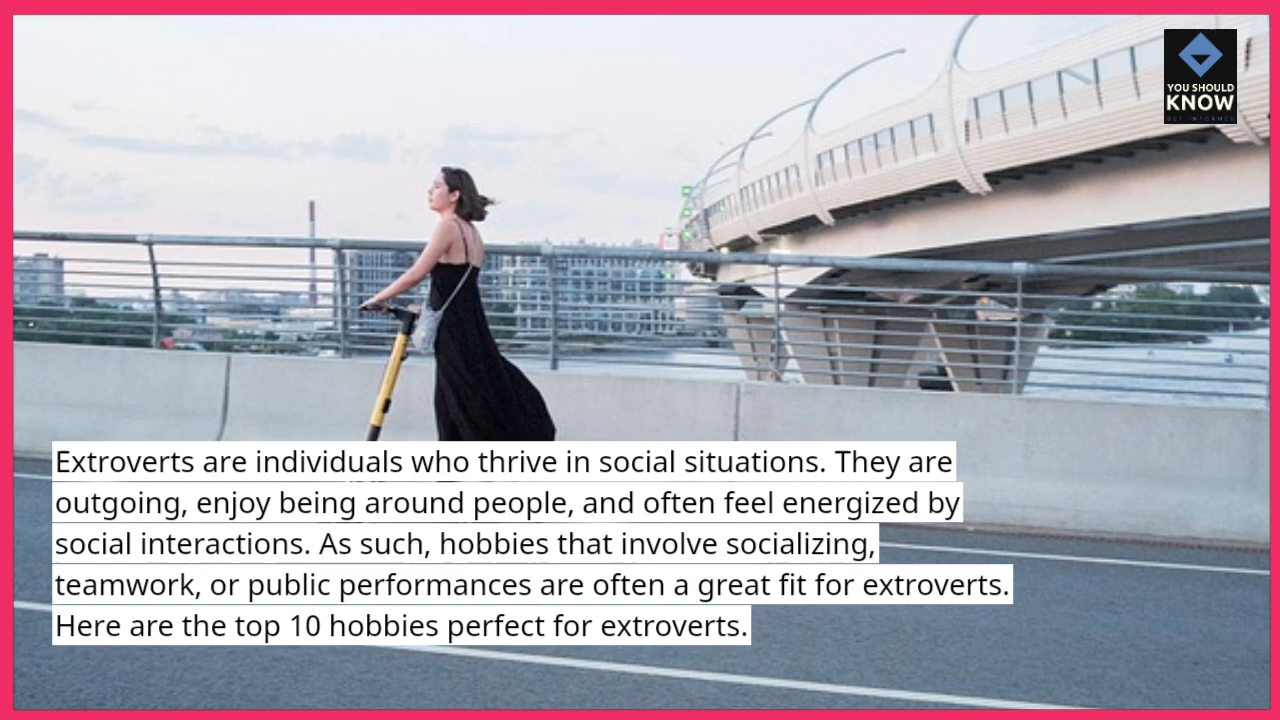 YOU SHOULD
KNOW
GET INFORMED
Extroverts are individuals who thrive in social situations. They are
outgoing, enjoy being around people, and often feel energized by
social interactions. As such, hobbies that involve socializing,
teamwork, or public performances are often a great fit for extroverts.
Here are the top 10 hobbies perfect for extroverts.